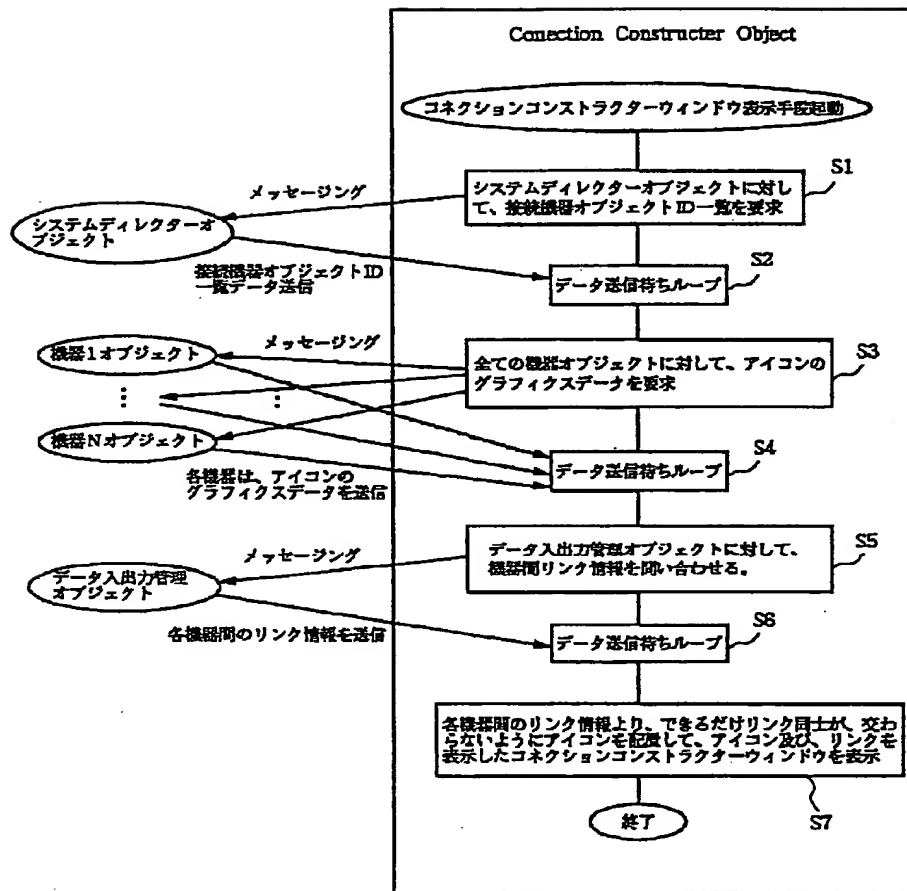 Conection Constructer Object
コネクションコンストラクターウィンドウ表示手段起動
S1
メッセージング
システムディレクターオブジェクトに対し
て、接続機器オブジェクトID一覧を要求
システムディレクターオ
ブジェクト
接続機器オブジェクトID
一覧データ送信
S2
データ送信待ちループ
機器1オブジェクト
メッセージング
S3
全ての機器オブジェクトに対して、アイコンの
グラフィクスデータを要求
機器Nオブジェクト
S4
データ送信待ちループ
各機器は、アイコンの
グラフィクスデータを送信
メッセージング
S5
データ入出力管理オブジェクトに対して、
機器間リンク情報を問い合わせる。
データ入出力管理
オブジェクト
各機器間のリンク情報を送信
S6
データ送信待ちループ
各機器間のリンク情報より、できるだけリンク同士が、交わ
らないようにアイコンを配置して、アイコン及び、リンクを
表示したコネクションコンストラクターウィンドゥを表示
S7
終了